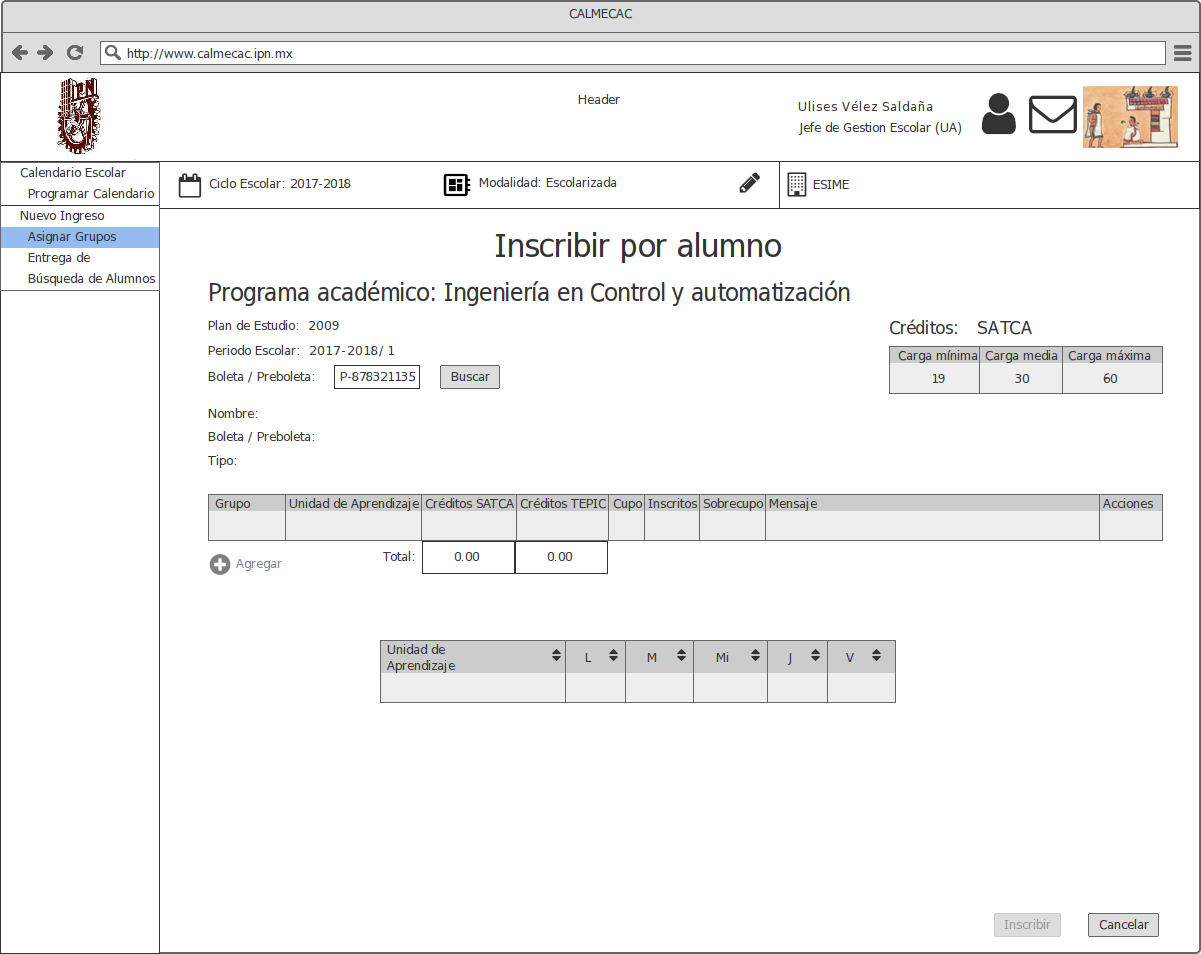 CALMECAC
http://www.calmecac.ipn.mx
IPN
Header
Ulises Vélez Saldaña
Jefe de Gestion Escolar (UA)
Calendario Escolar
Programar Calendario
Nuevo Ingreso
Asignar Grupos
Entrega de
Búsqueda de Alumnos
Ciclo Escolar: 2017-2018
Modalidad: Escolarizada
ESIME
Inscribir por alumno
Programa académico: Ingeniería en Control y automatización
Plan de Estudio: 2009
Periodo Escolar: 2017-2018/ 1
Boleta / Preboleta: P-878321135 Buscar
Créditos: SATCA
Carga mínima Carga media Carga máxima
19 30 60
Nombre:
Boleta / Preboleta:
Tipo:
Grupo Unidad de Aprendizaje Créditos SATCA Créditos TEPIC Cupo Inscritos Sobrecupo Mensaje Acciones
Agregar Total: 0.00 0.00
Unidad de
Aprendizaje L M Mi J V
Inscribir Cancelar